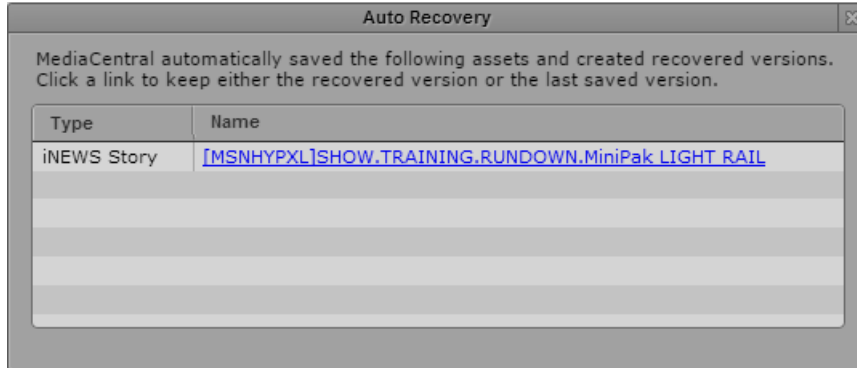 Auto Recovery
MediaCentral automatically saved the following assets and created recovered versions.
Click a link to keep either the recovered version or the last saved version.
Type Name
iNEWS Story [MSNHYPXL]SHOW.TRAINING.RUNDOWN.MiniPak LIGHT RAIL